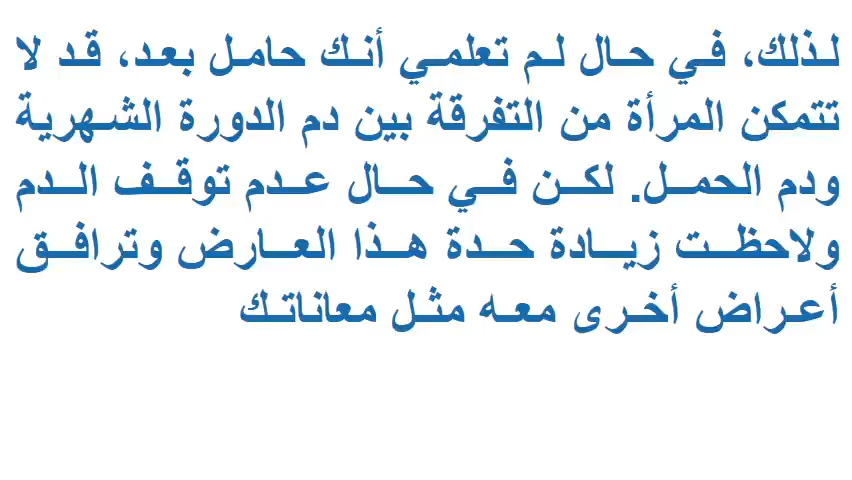 لذلك، في حال لم تعلمي أنك حامل بعد، قد لا
تتمكن المرأة من التفرقة بين دم الدورة الشهرية
ودم الحمل. لكن في حال عدم توقف الدم
ولاحظت زيادة حدة هذا العارض وترافق
أعراض أخرى معه مثل معاناتك